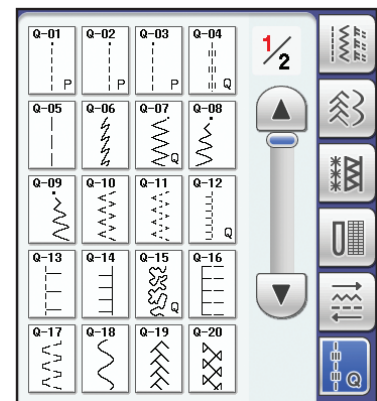 Q-01 Q-02 Q-03 Q-04
P P P Q
1/2
Q-05 Q-06 Q-07 Q-08
Q
Q-09 Q-10 Q-11 Q-12
Q
Q-13 Q-14 Q-15 Q-16
Q
Q-17 Q-18 Q-19 Q-20
Q